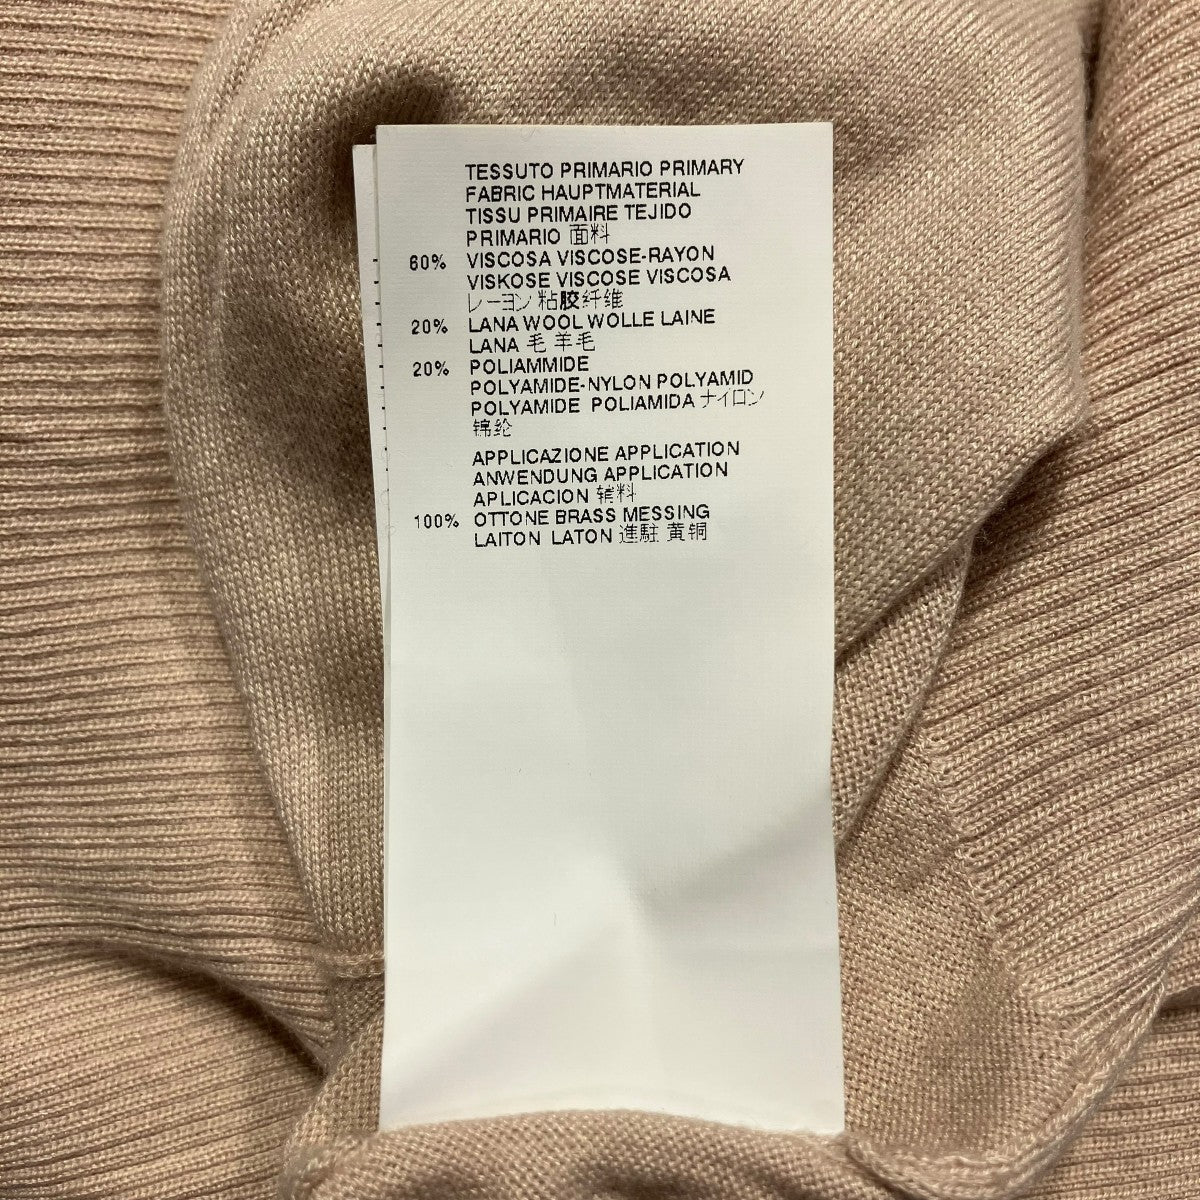 TESSUTO PRIMARIO PRIMARY
FABRIC HAUPTMATERIAL
TISSU PRIMAIRE TEJIDO
PRIMARIO 面料
60% VISCOSA VISCOSE-RAYON
VISKOSE VISCOSE VISCOSA
レーヨン 粘胶纤维
20% LANA WOOL WOLLE LAINE
LANA 毛 羊毛
20% POLIAMMIDE
POLYAMIDE-NYLON POLYAMID
POLYAMIDE POLIAMIDA ナイロン
锦纶
APPLICAZIONE APPLICATION
ANWENDUNG APPLICATION
APLICACION 辅料
100% OTTONE BRASS MESSING
LAITON LATON 進駐 黄铜